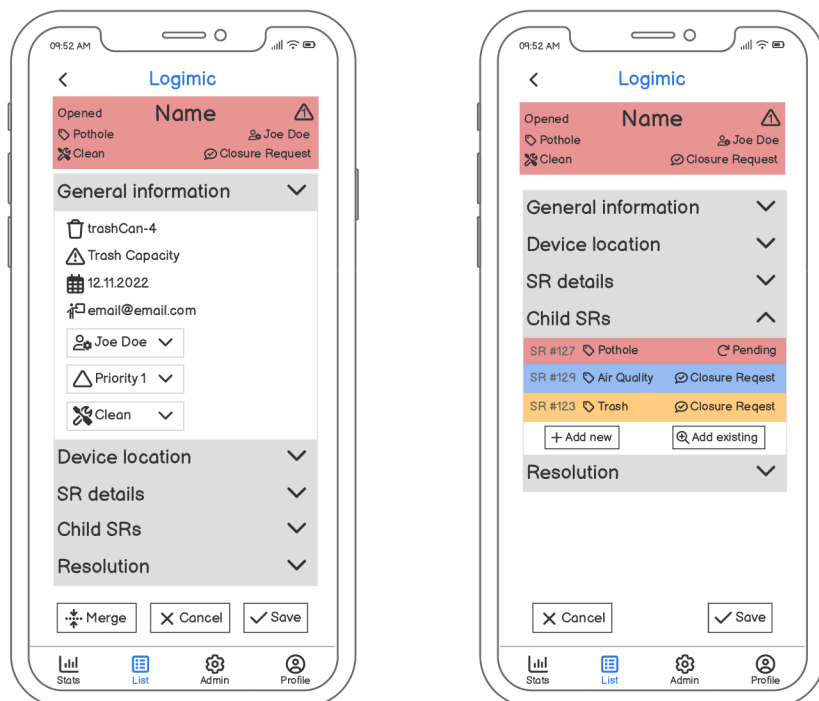 09:52 AM
Logimic
Opened Name 1
Pothole Joe Doe
Clean Closure Request
General information
trashCan-4
Trash Capacity
12.11.2022
email@email.com
Joe Doe
Priority 1
Clean
Device location
SR details
Child SRs
Resolution
Merge Cancel Save
Stats List Admin Profile
09:52 AM
Logimic
Opened Name 1
Pothole Joe Doe
Clean Closure Request
General information
Device location
SR details
Child SRs
SR #127 Pothole Pending
SR #129 Air Quality Closure Reqest
SR #123 Trash Closure Reqest
+ Add new Add existing
Resolution
Cancel Save
Stats List Admin Profile